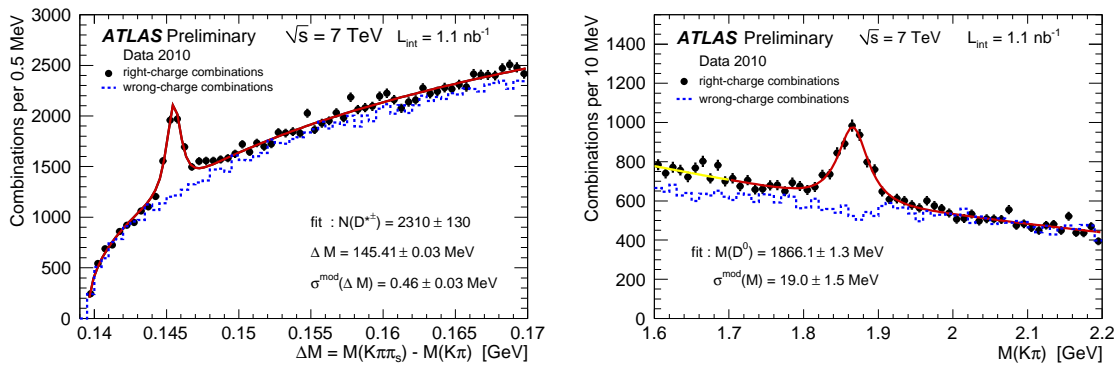 Combinations per 0.5 MeV
3000
2500
2000
1500
1000
500
0
ATLAS Preliminary
√s = 7 TeV
L_int = 1.1 nb⁻¹
Data 2010
right-charge combinations
wrong-charge combinations
fit : N(D*±) = 2310 ± 130
Δ M = 145.41 ± 0.03 MeV
σ^mod(Δ M) = 0.46 ± 0.03 MeV
0.14 0.145 0.15 0.155 0.16 0.165 0.17
ΔM = M(Kππ_s) - M(Kπ) [GeV]
Combinations per 10 MeV
1400
1200
1000
800
600
400
200
0
ATLAS Preliminary
√s = 7 TeV
L_int = 1.1 nb⁻¹
Data 2010
right-charge combinations
wrong-charge combinations
fit : M(D⁰) = 1866.1 ± 1.3 MeV
σ^mod(M) = 19.0 ± 1.5 MeV
1.6 1.7 1.8 1.9 2 2.1 2.2
M(Kπ) [GeV]